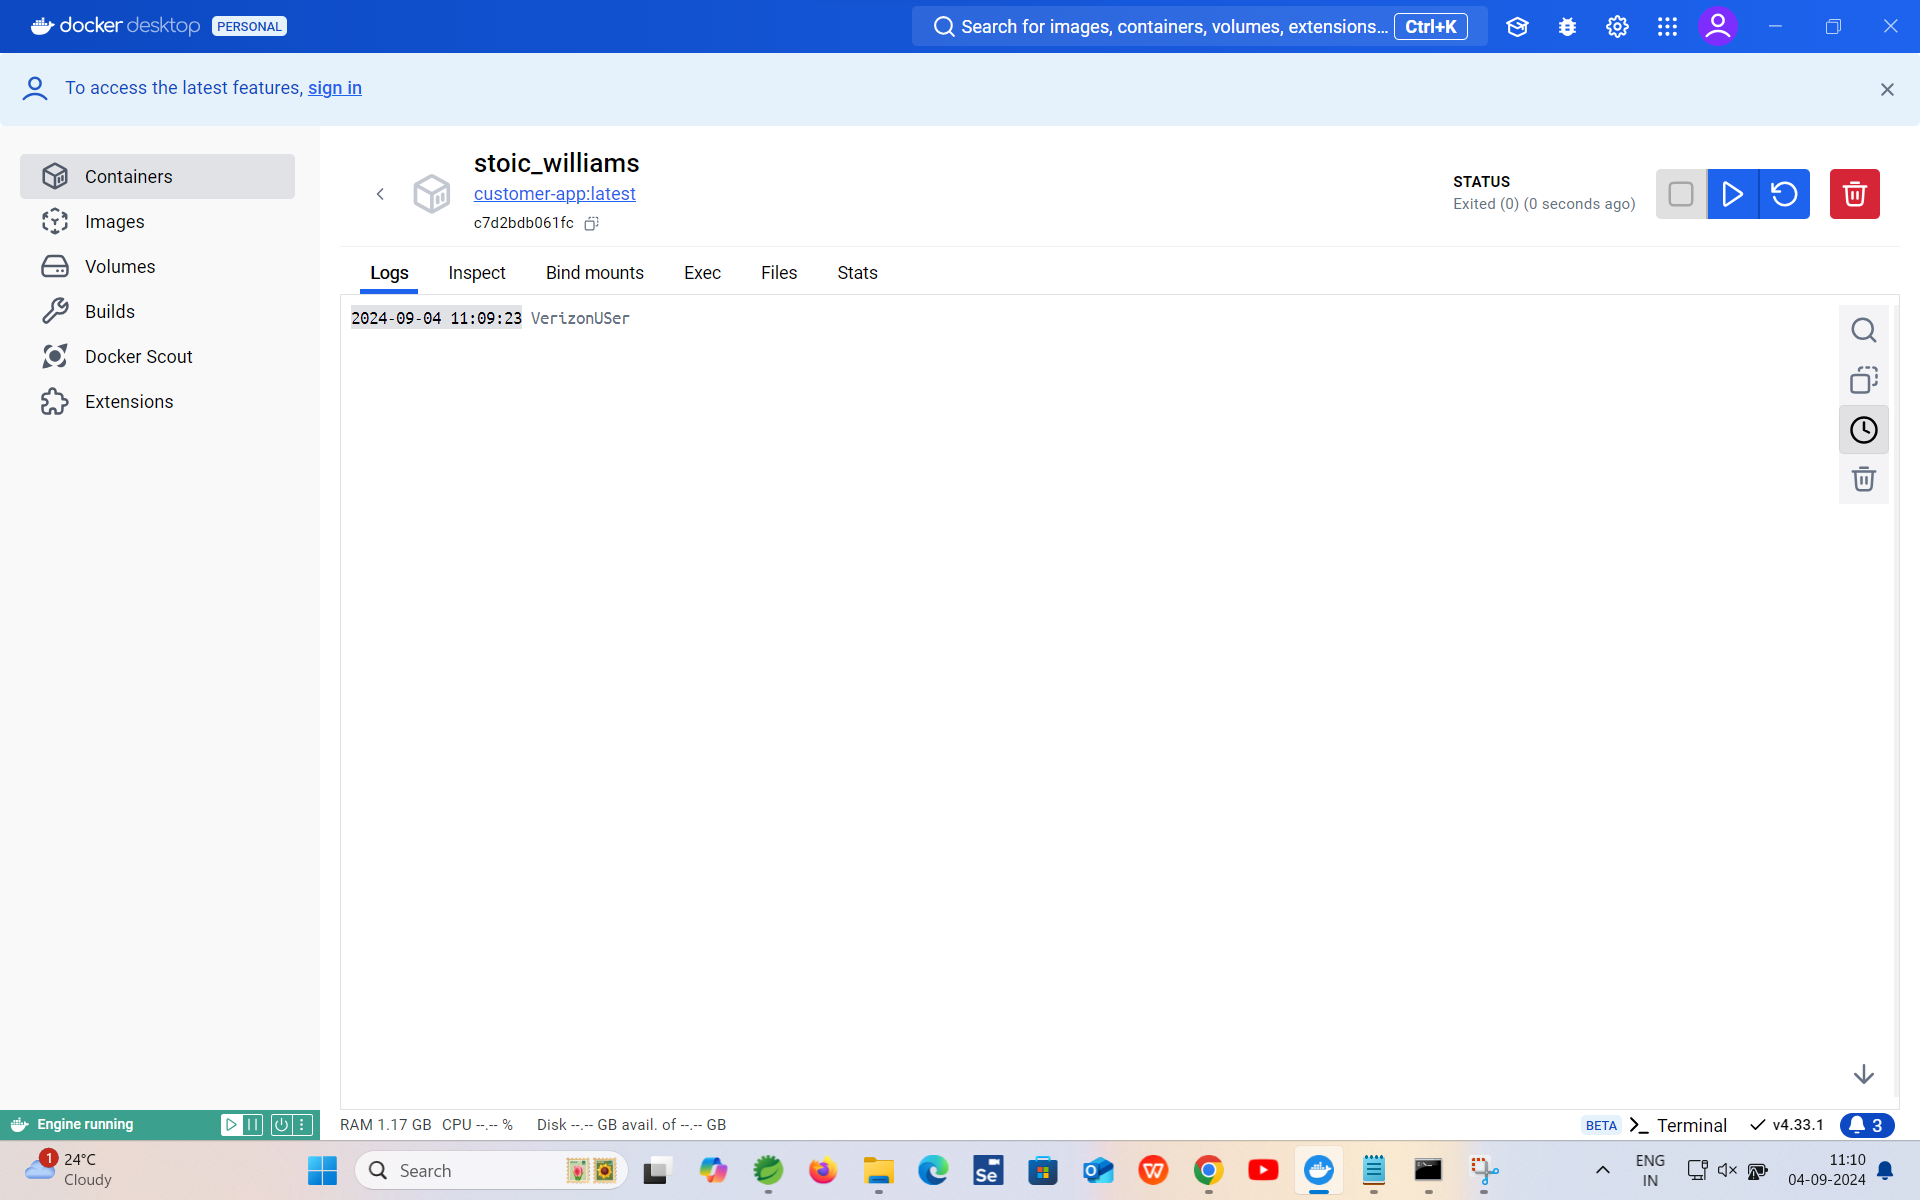 docker desktop PERSONAL
Search for images, containers, volumes, extensions... Ctrl+K
To access the latest features, sign in
Containers
Images
Volumes
Builds
Docker Scout
Extensions
stoic_williams
customer-app:latest
c7d2bdb061fc
STATUS
Exited (0) (0 seconds ago)
Logs Inspect Bind mounts Exec Files Stats
2024-09-04 11:09:23 VerizonUSer
Engine running
RAM 1.17 GB CPU --.-- % Disk --.-- GB avail. of --.-- GB
BETA Terminal v4.33.1 3
1
24°C
Cloudy
Search
Se
ENG
IN
11:10
04-09-2024